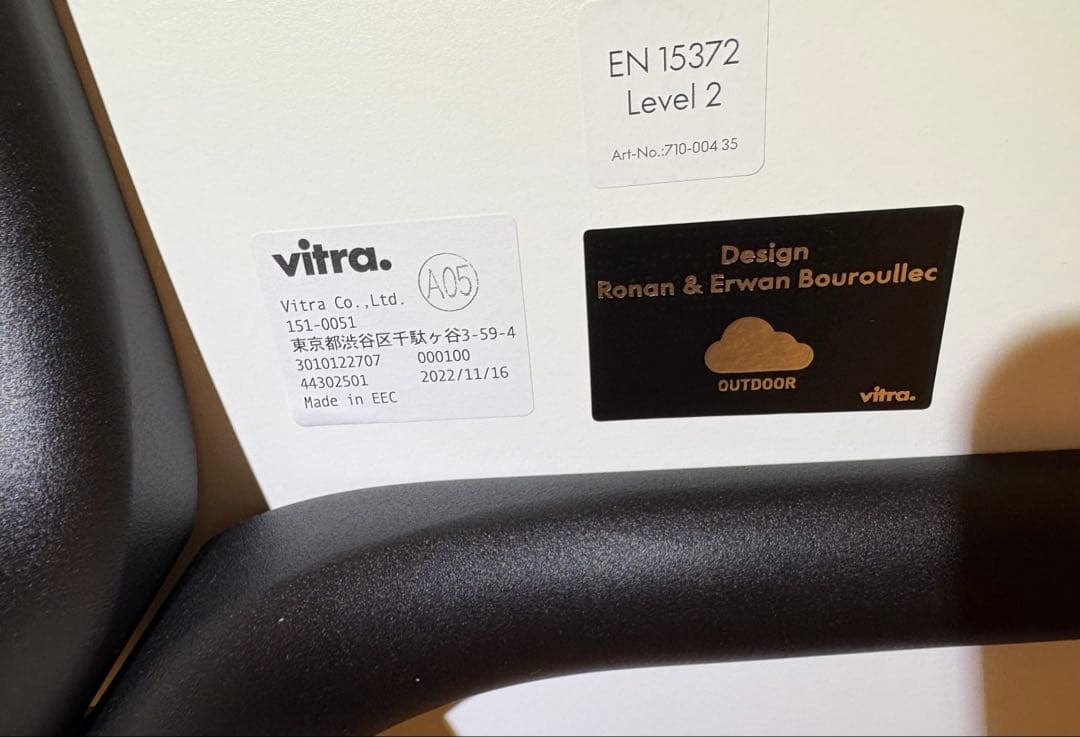 EN 15372
Level 2
Art-No.:710-004 35
vitra.
A05
Vitra Co.,Ltd.
151-0051
東京都渋谷区千駄ヶ谷3-59-4
3010122707 000100
44302501 2022/11/16
Made in EEC
Design
Ronan & Erwan Bouroullec
OUTDOOR
vitra.